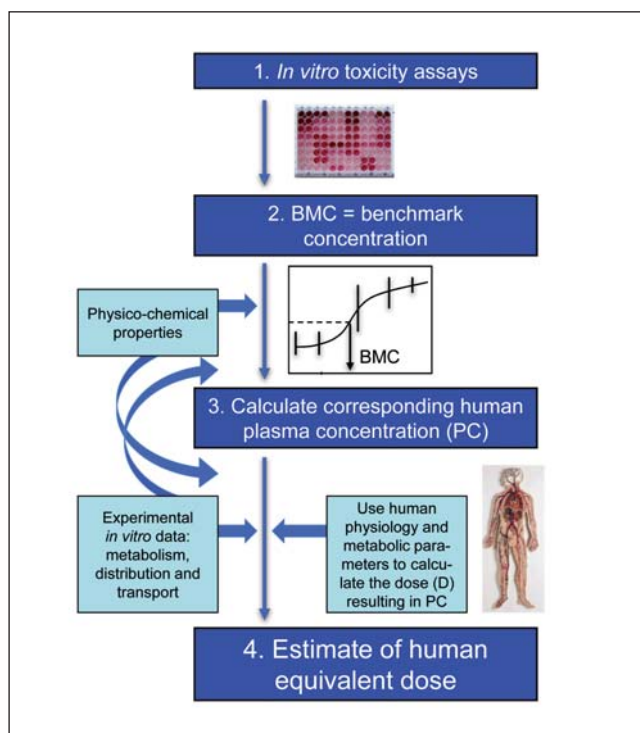 1. In vitro toxicity assays
2. BMC = benchmark
concentration
Physico-chemical
properties
BMC
3. Calculate corresponding human
plasma concentration (PC)
Experimental
in vitro data:
metabolism,
distribution and
transport
Use human
physiology and
metabolic para-
meters to calcu-
late the dose (D)
resulting in PC
4. Estimate of human
equivalent dose